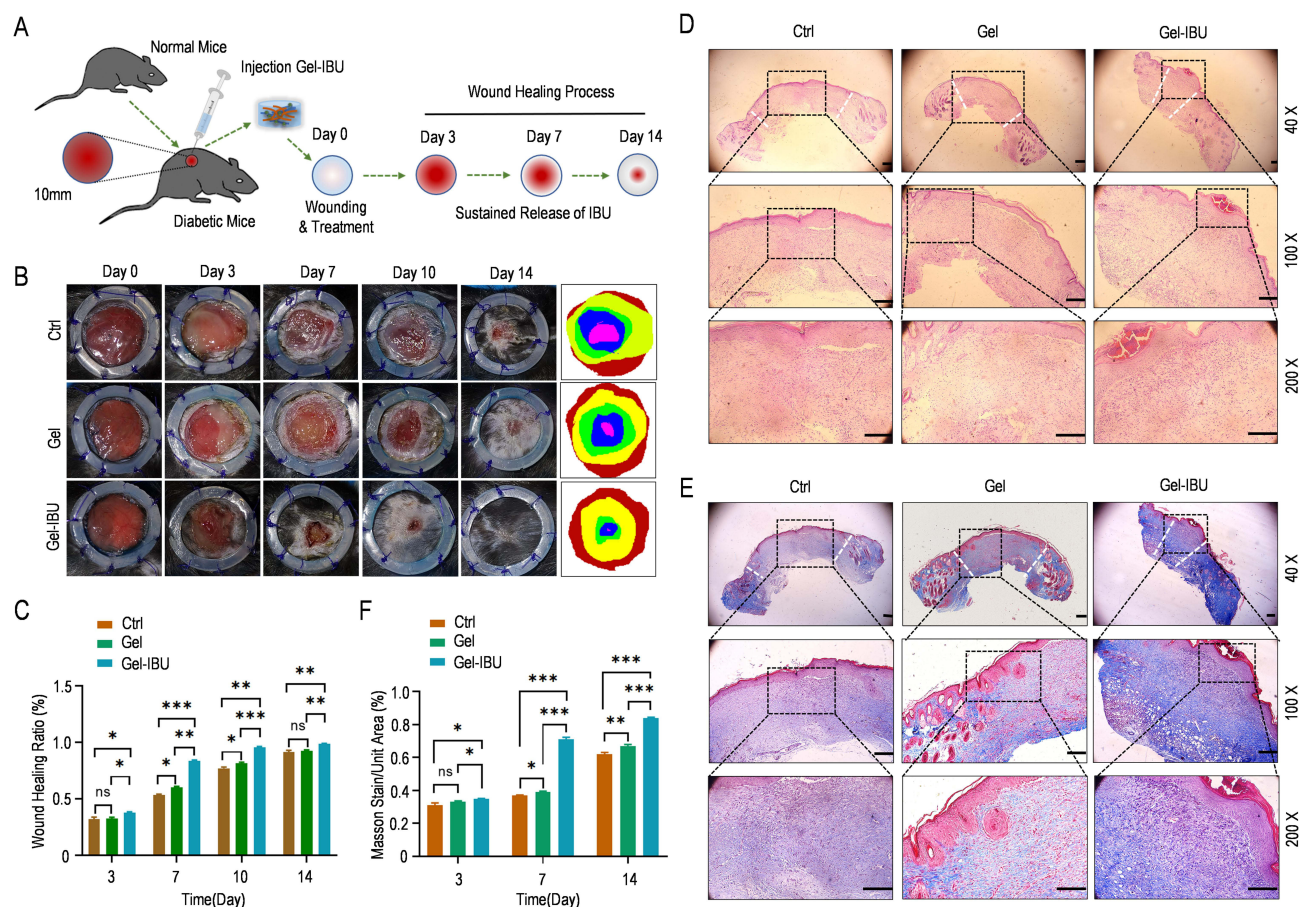 A
Normal Mice
Injection Gel-IBU
10mm
Diabetic Mice
Day 0
Wounding
& Treatment
Wound Healing Process
Day 3
Day 7
Day 14
Sustained Release of IBU
B
Day 0
Day 3
Day 7
Day 10
Day 14
Ctrl
Gel
Gel-IBU
C
Ctrl
Gel
Gel-IBU
Wound Healing Ratio (%)
1.5
1.0
0.5
0
ns
*
*
*
**
***
*
***
**
ns
**
**
3
7
10
14
Time(Day)
F
Ctrl
Gel
Gel-IBU
Masson Stain/Unit Area (%)
1.0
0.8
0.6
0.4
0.2
0
ns
*
*
*
***
***
**
***
***
3
7
14
Time(Day)
D
Ctrl
Gel
Gel-IBU
40 X
100 X
200 X
E
Ctrl
Gel
Gel-IBU
40 X
100 X
200 X